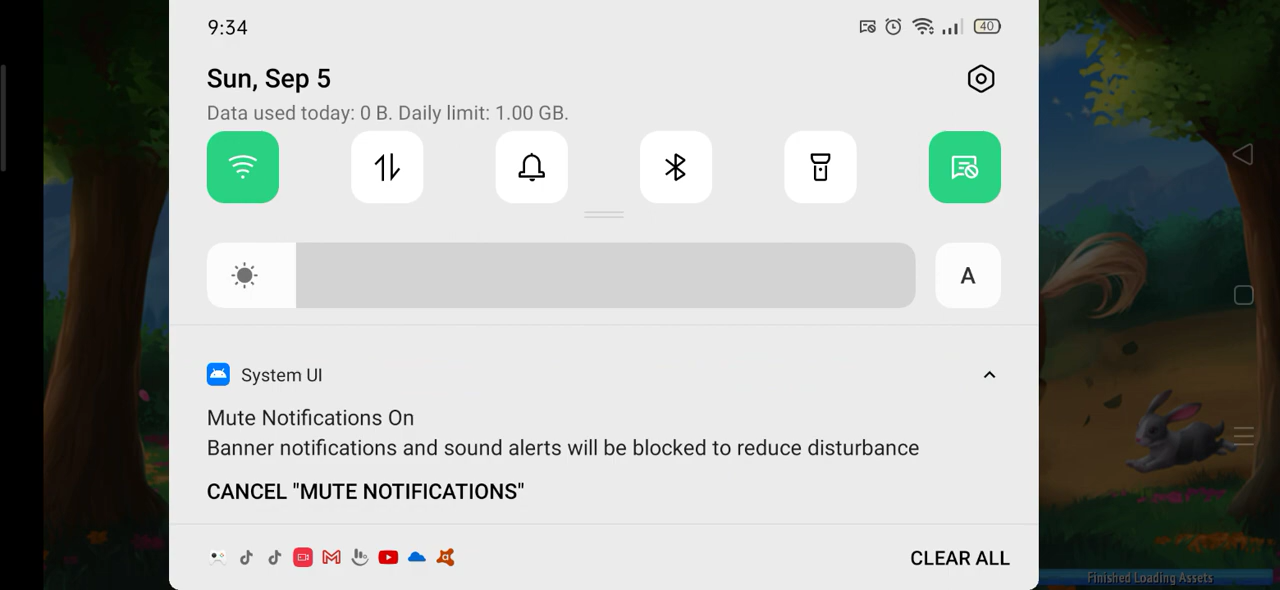 9:34
40
Sun, Sep 5
Data used today: 0 B. Daily limit: 1.00 GB.
A
System UI
Mute Notifications On
Banner notifications and sound alerts will be blocked to reduce disturbance
CANCEL "MUTE NOTIFICATIONS"
CLEAR ALL
Finished Loading Assets